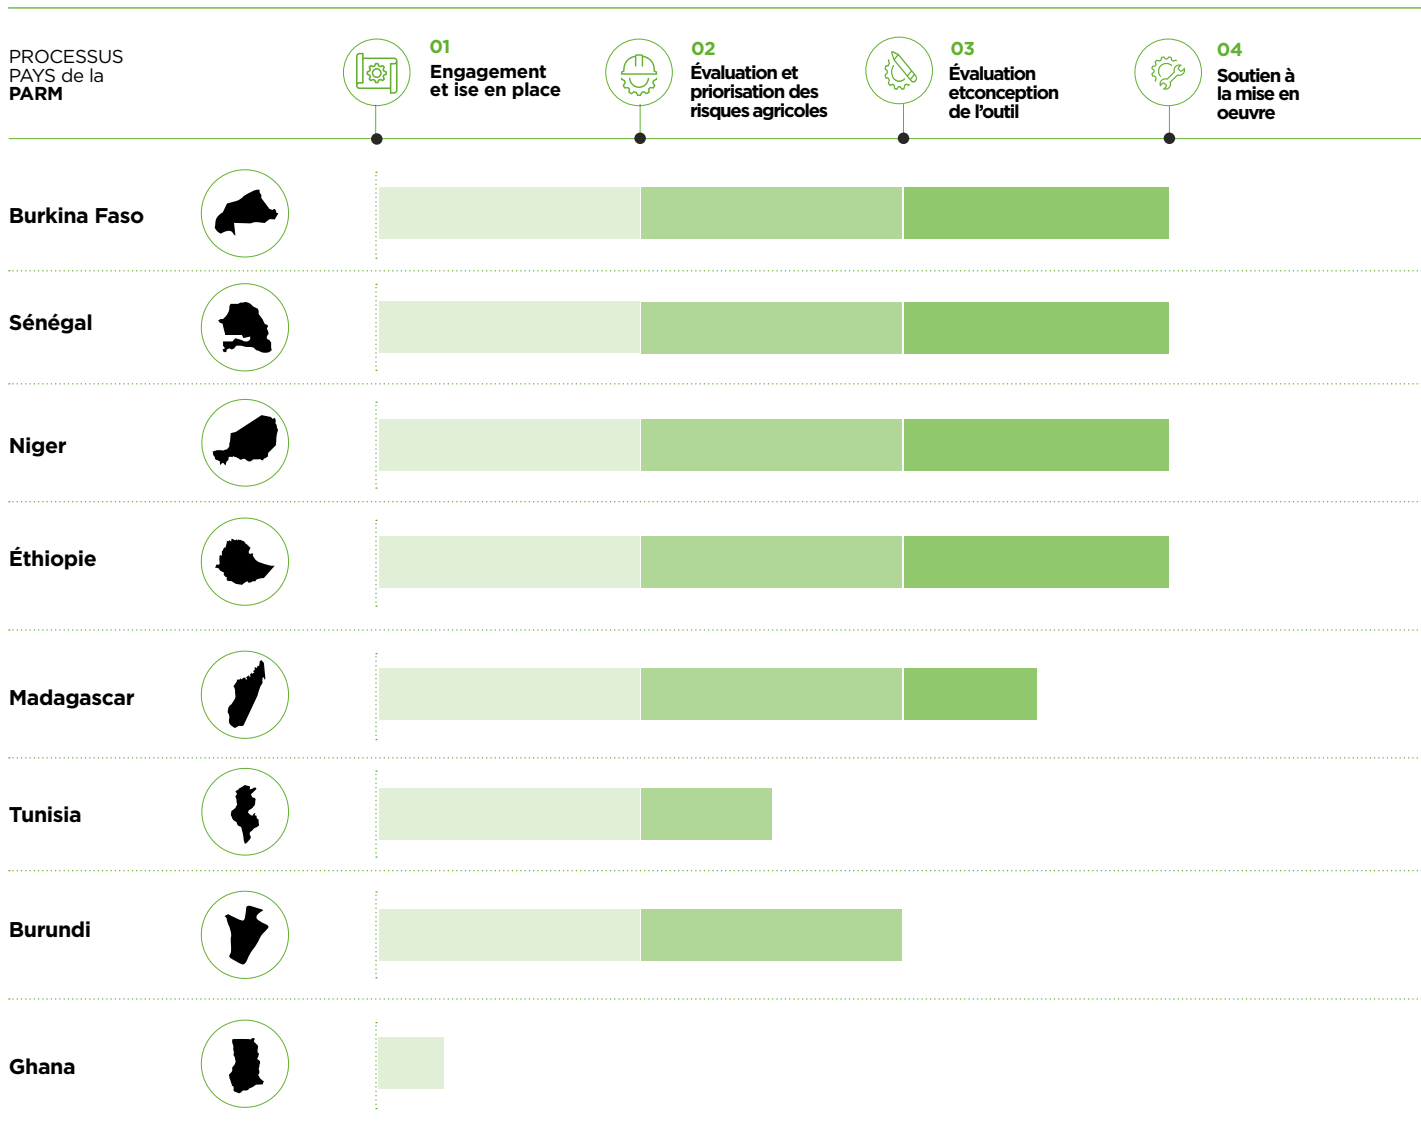 PROCESSUS
PAYS de la
PARM
01
Engagement
et ise en place
02
Évaluation et
priorisation des
risques agricoles
03
Évaluation
etconception
de l'outil
04
Soutien à
la mise en
oeuvre
Burkina Faso
Sénégal
Niger
Éthiopie
Madagascar
Tunisia
Burundi
Ghana